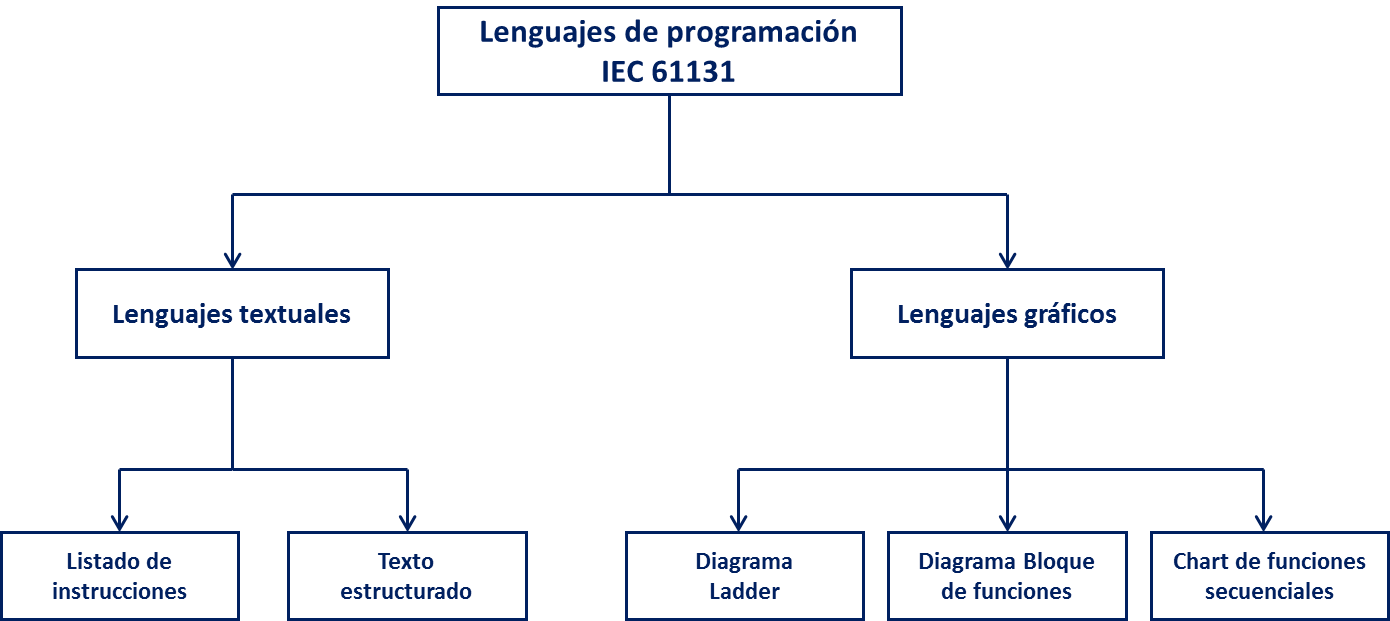 Lenguajes de programación
IEC 61131
Lenguajes textuales
Lenguajes gráficos
Listado de
instrucciones
Texto
estructurado
Diagrama
Ladder
Diagrama Bloque
de funciones
Chart de funciones
secuenciales